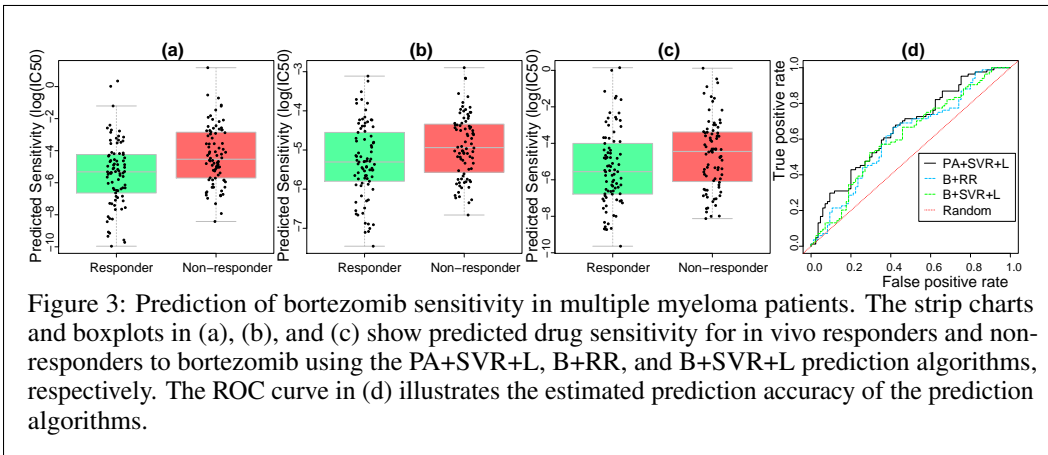 (a) (b) (c) (d)
Predicted Sensitivity (log(IC50)
0
−2
−4
−6
−8
−10
Responder Non−responder
Predicted Sensitivity (log(IC50)
−3
−4
−5
−6
−7
Responder Non−responder
Predicted Sensitivity (log(IC50)
0
−2
−4
−6
−8
−10
Responder Non−responder
True positive rate
1.0
0.8
0.6
0.4
0.2
0.0
PA+SVR+L
B+RR
B+SVR+L
Random
0.0 0.2 0.4 0.6 0.8 1.0
False positive rate
Figure 3: Prediction of bortezomib sensitivity in multiple myeloma patients. The strip charts
and boxplots in (a), (b), and (c) show predicted drug sensitivity for in vivo responders and non-
responders to bortezomib using the PA+SVR+L, B+RR, and B+SVR+L prediction algorithms,
respectively. The ROC curve in (d) illustrates the estimated prediction accuracy of the prediction
algorithms.